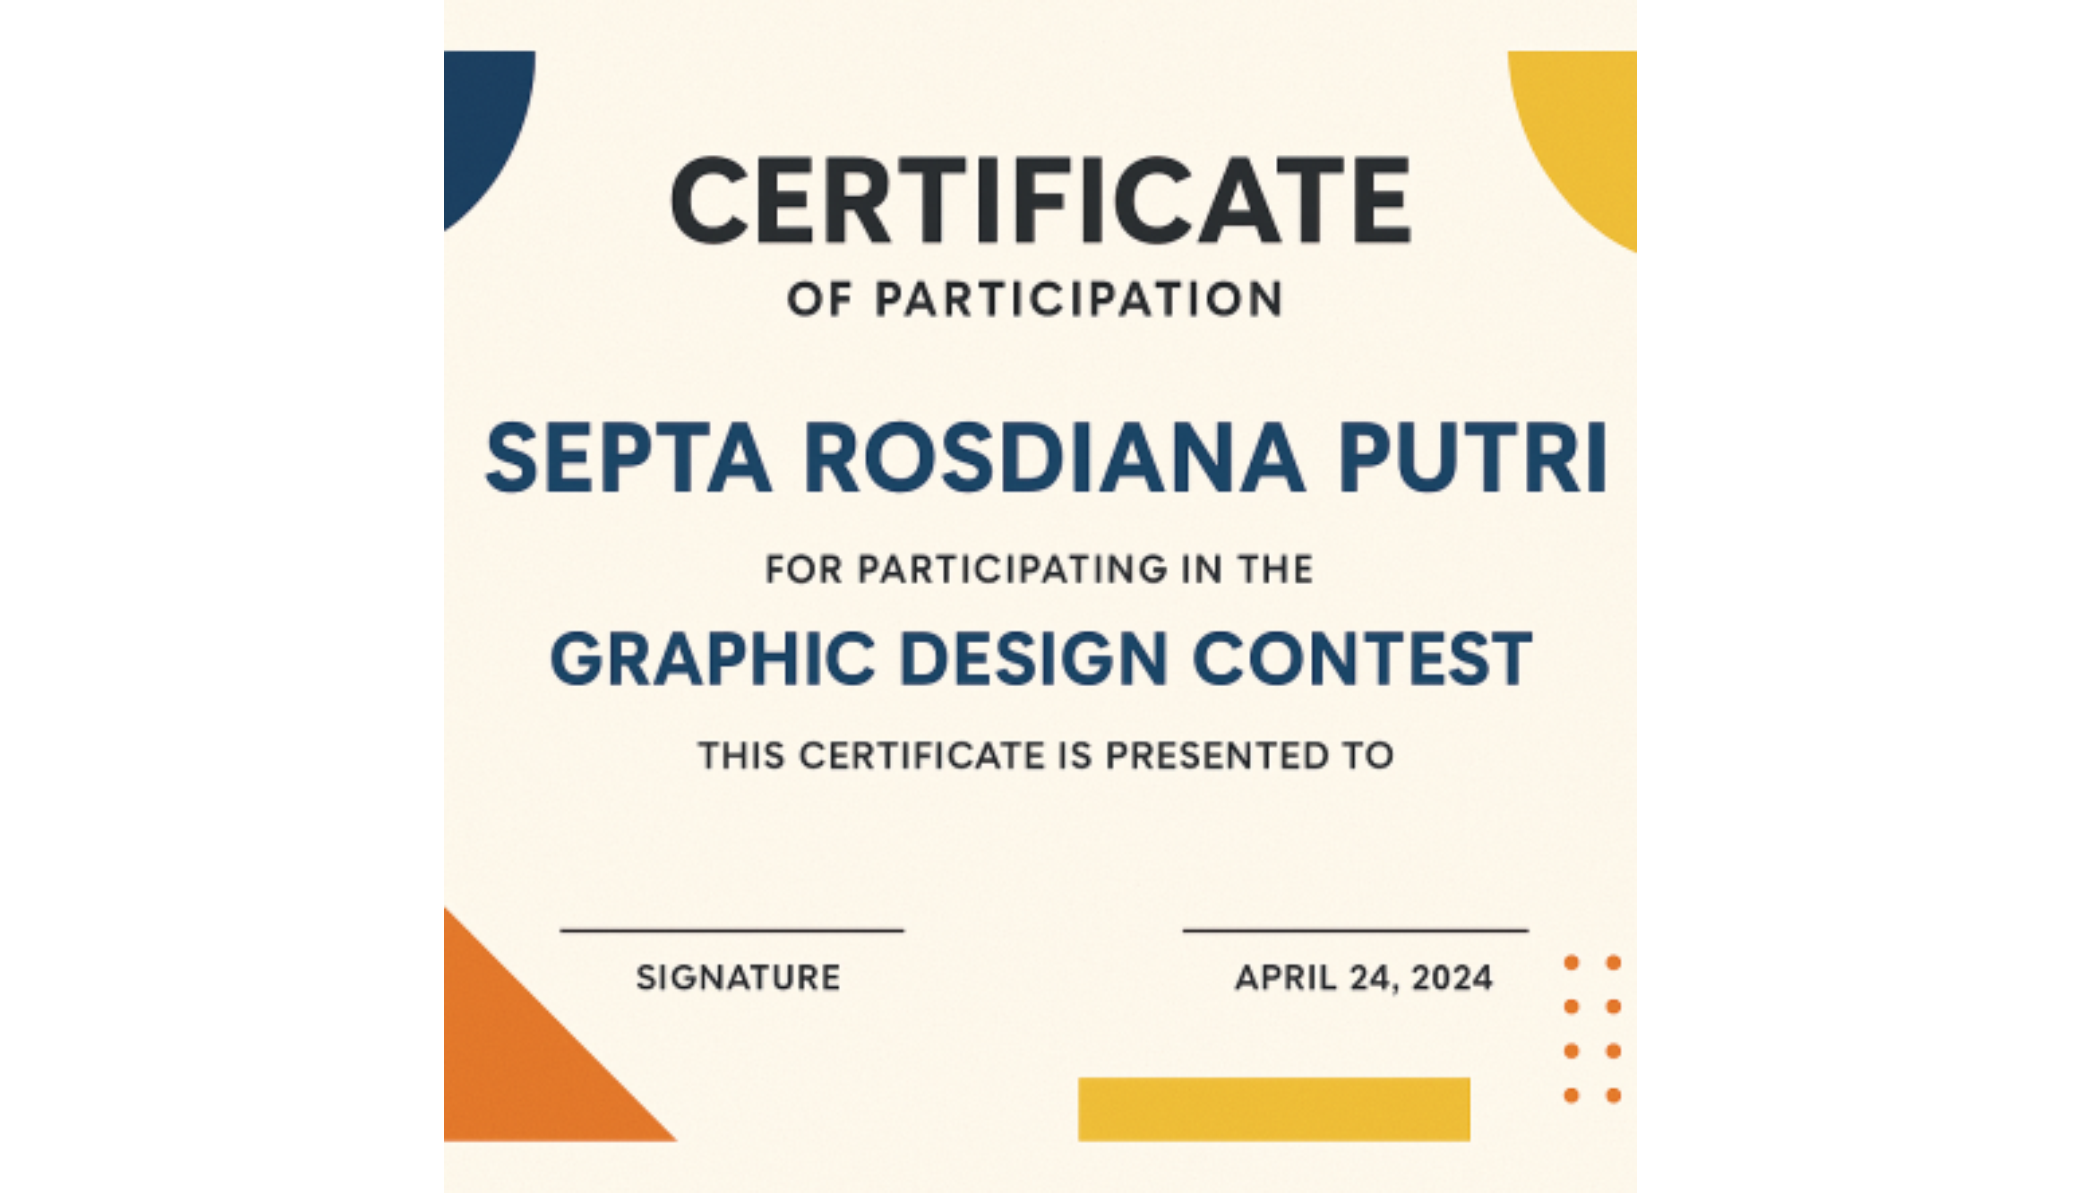 CERTIFICATE
OF PARTICIPATION
SEPTA ROSDIANA PUTRI
FOR PARTICIPATING IN THE
GRAPHIC DESIGN CONTEST
THIS CERTIFICATE IS PRESENTED TO
SIGNATURE
APRIL 24, 2024